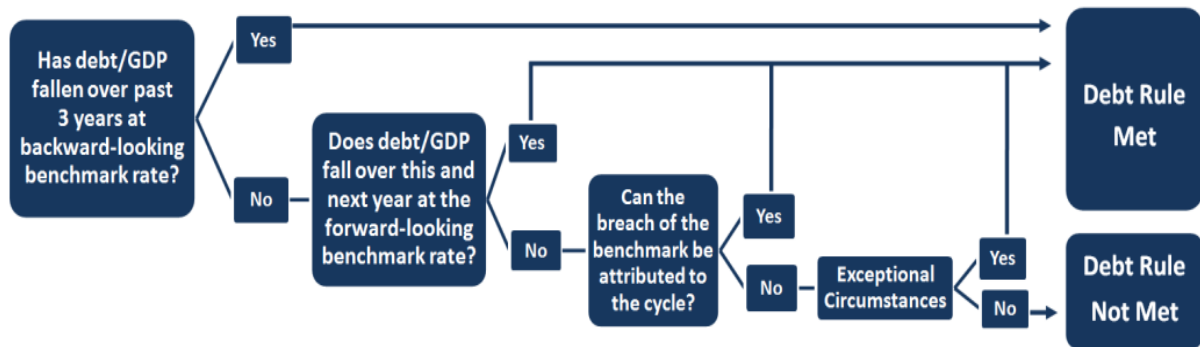 Has debt/GDP
fallen over past
3 years at
backward-looking
benchmark rate?
Yes
No
Does debt/GDP
fall over this and
next year at the
forward-looking
benchmark rate?
Yes
No
Can the
breach of the
benchmark be
attributed to
the cycle?
Yes
No
Exceptional
Circumstances
Yes
No
Debt Rule
Met
Debt Rule
Not Met